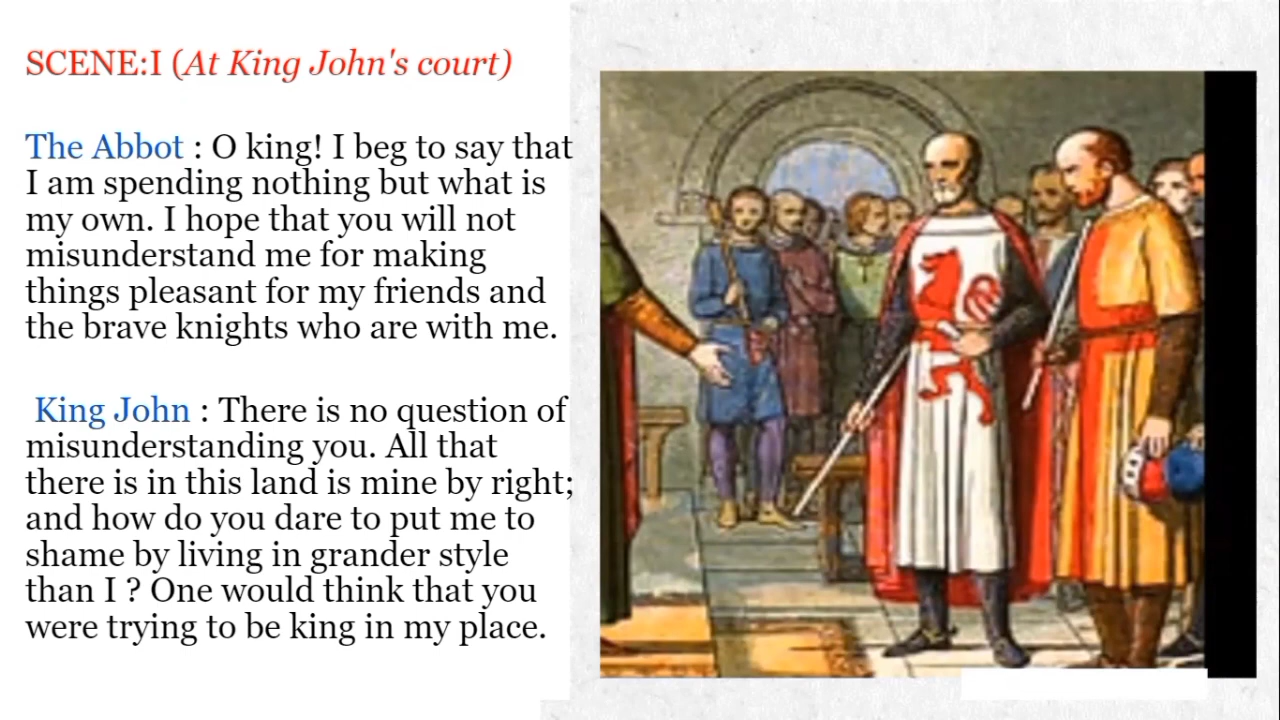 SCENE:I (At King John's court)
The Abbot : O king! I beg to say that
I am spending nothing but what is
my own. I hope that you will not
misunderstand me for making
things pleasant for my friends and
the brave knights who are with me.
King John : There is no question of
misunderstanding you. All that
there is in this land is mine by right;
and how do you dare to put me to
shame by living in grander style
than I ? One would think that you
were trying to be king in my place.